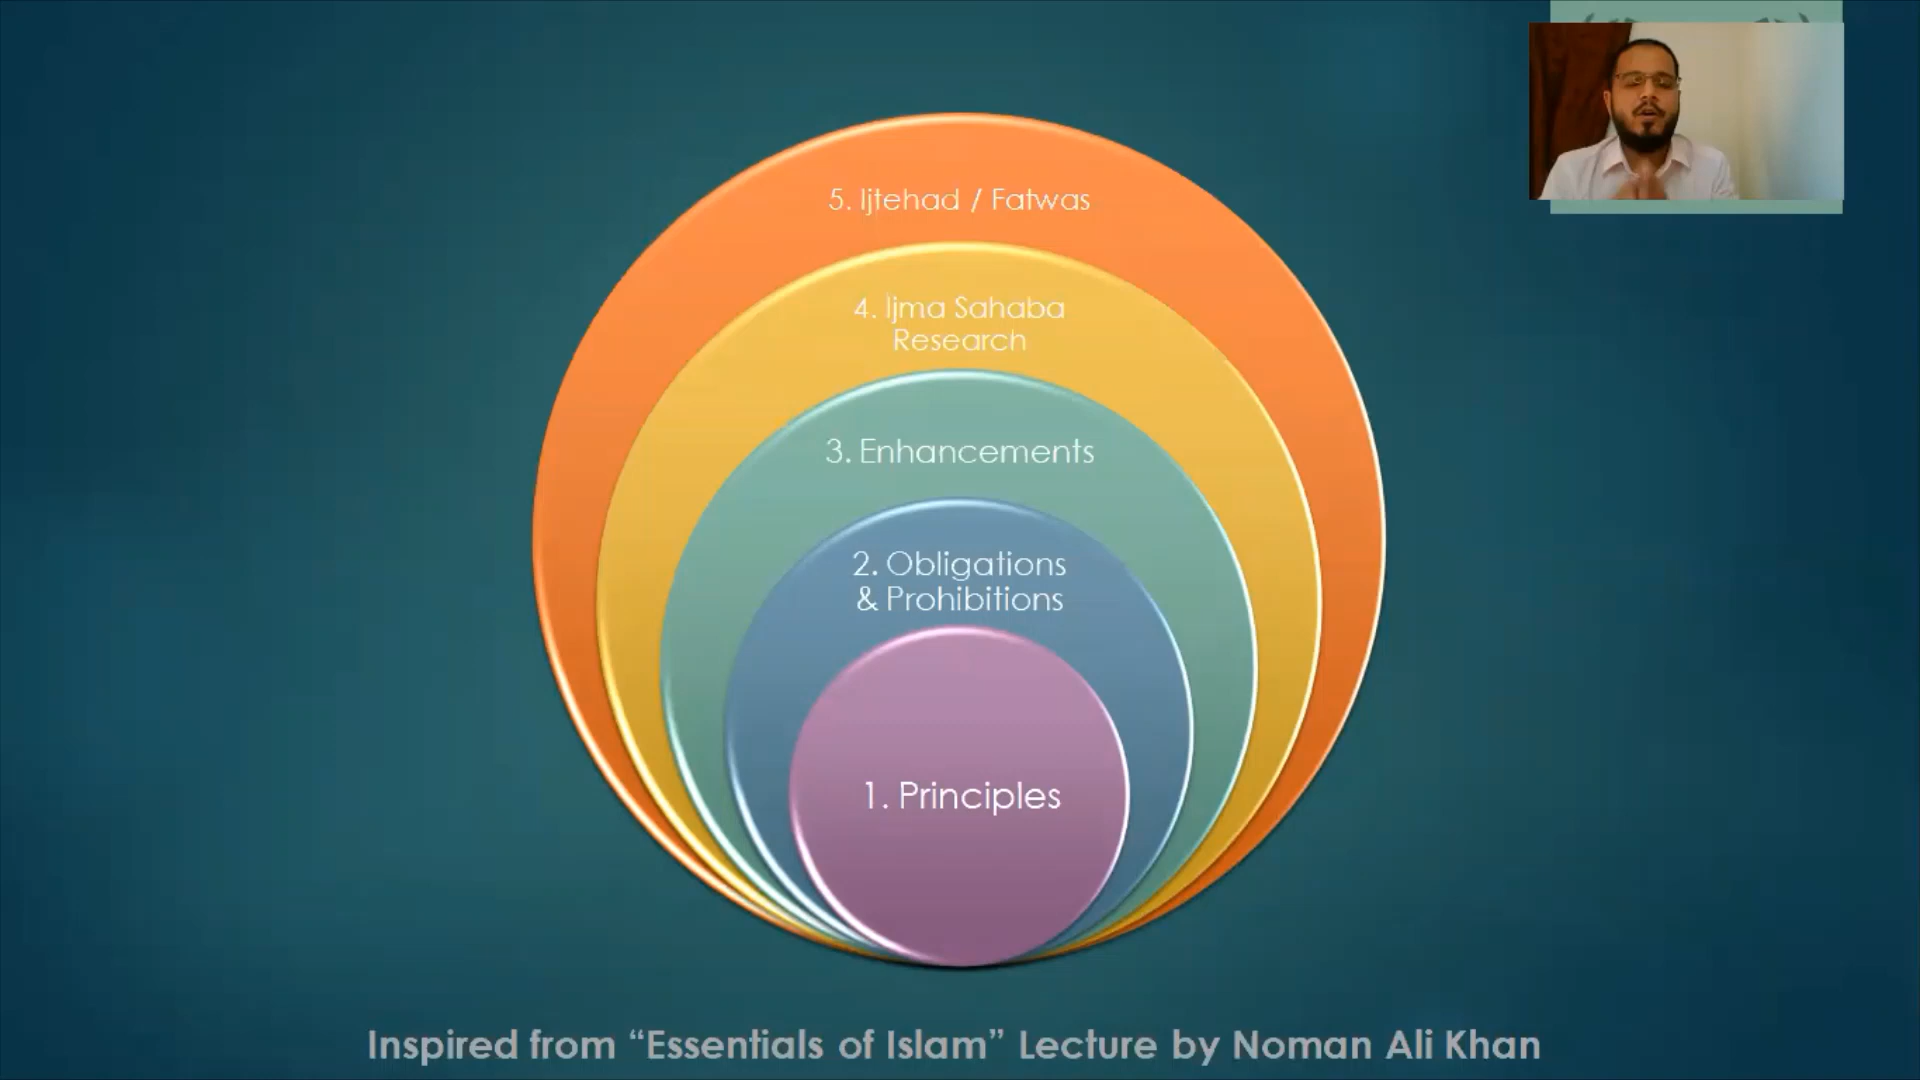 5. Ijtehad / Fatwas
4. Ijma Sahaba
Research
3. Enhancements
2. Obligations
& Prohibitions
1. Principles
Inspired from “Essentials of Islam” Lecture by Noman Ali Khan